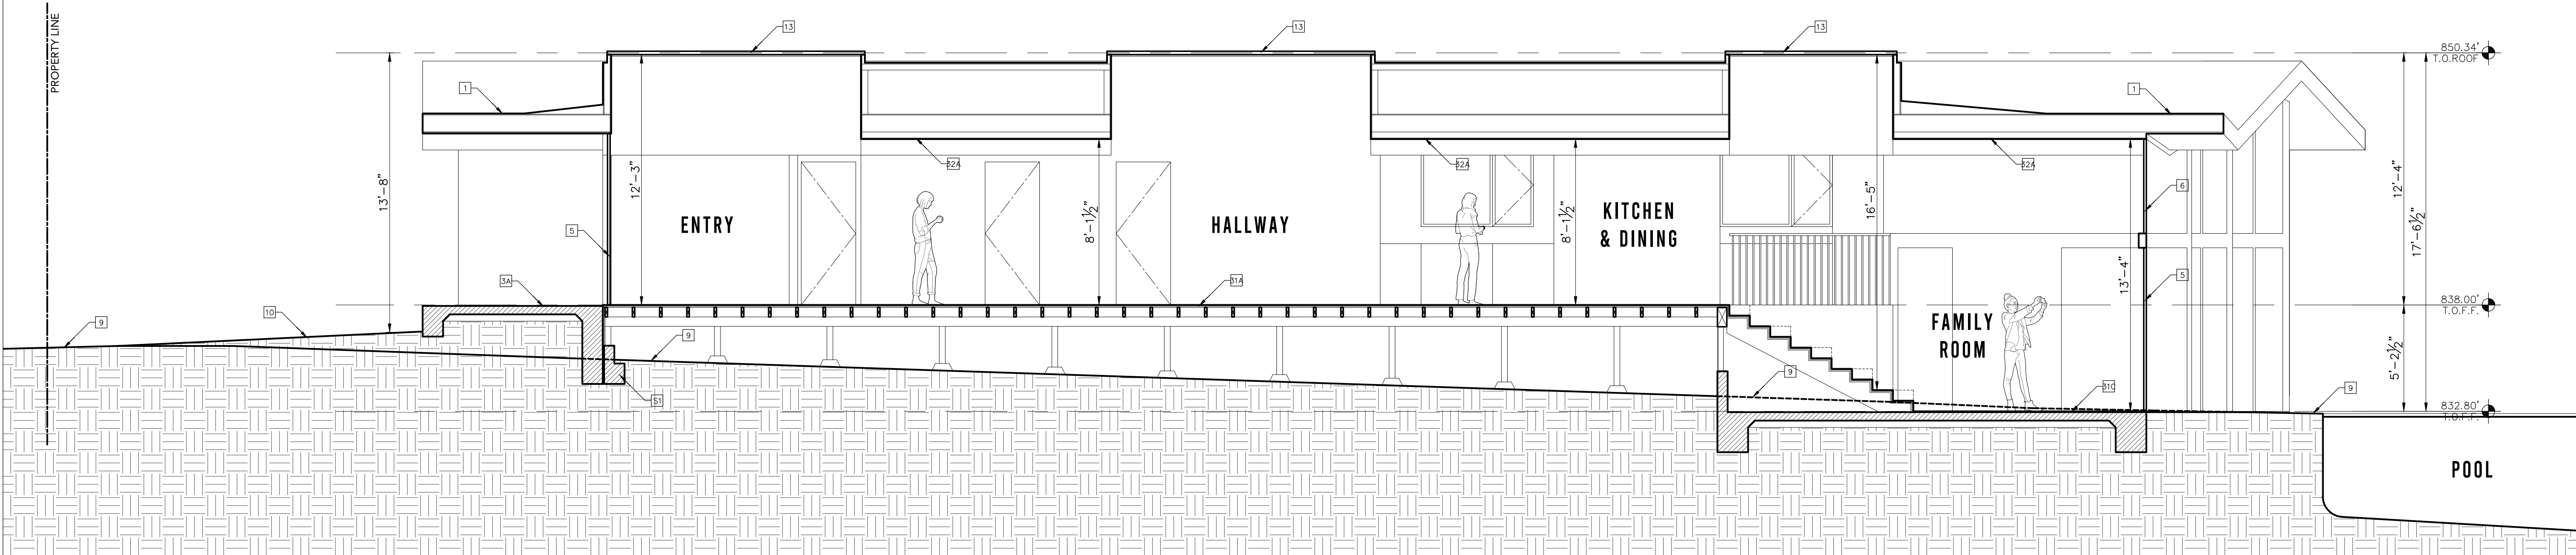 PROPERTY LINE
13
13
13
850.34'
T.O.ROOF
1
1
32A
32A
32A
13'-8"
12'-3"
8'-1½"
8'-1½"
16'-5"
12'-4"
17'-6½"
6
ENTRY
HALLWAY
KITCHEN
& DINING
5
13'-4"
5
3A
31A
838.00'
T.O.F.F.
10
9
9
FAMILY
ROOM
5'-2½"
9
31C
9
S1
832.80'
T.O.F.F.
POOL